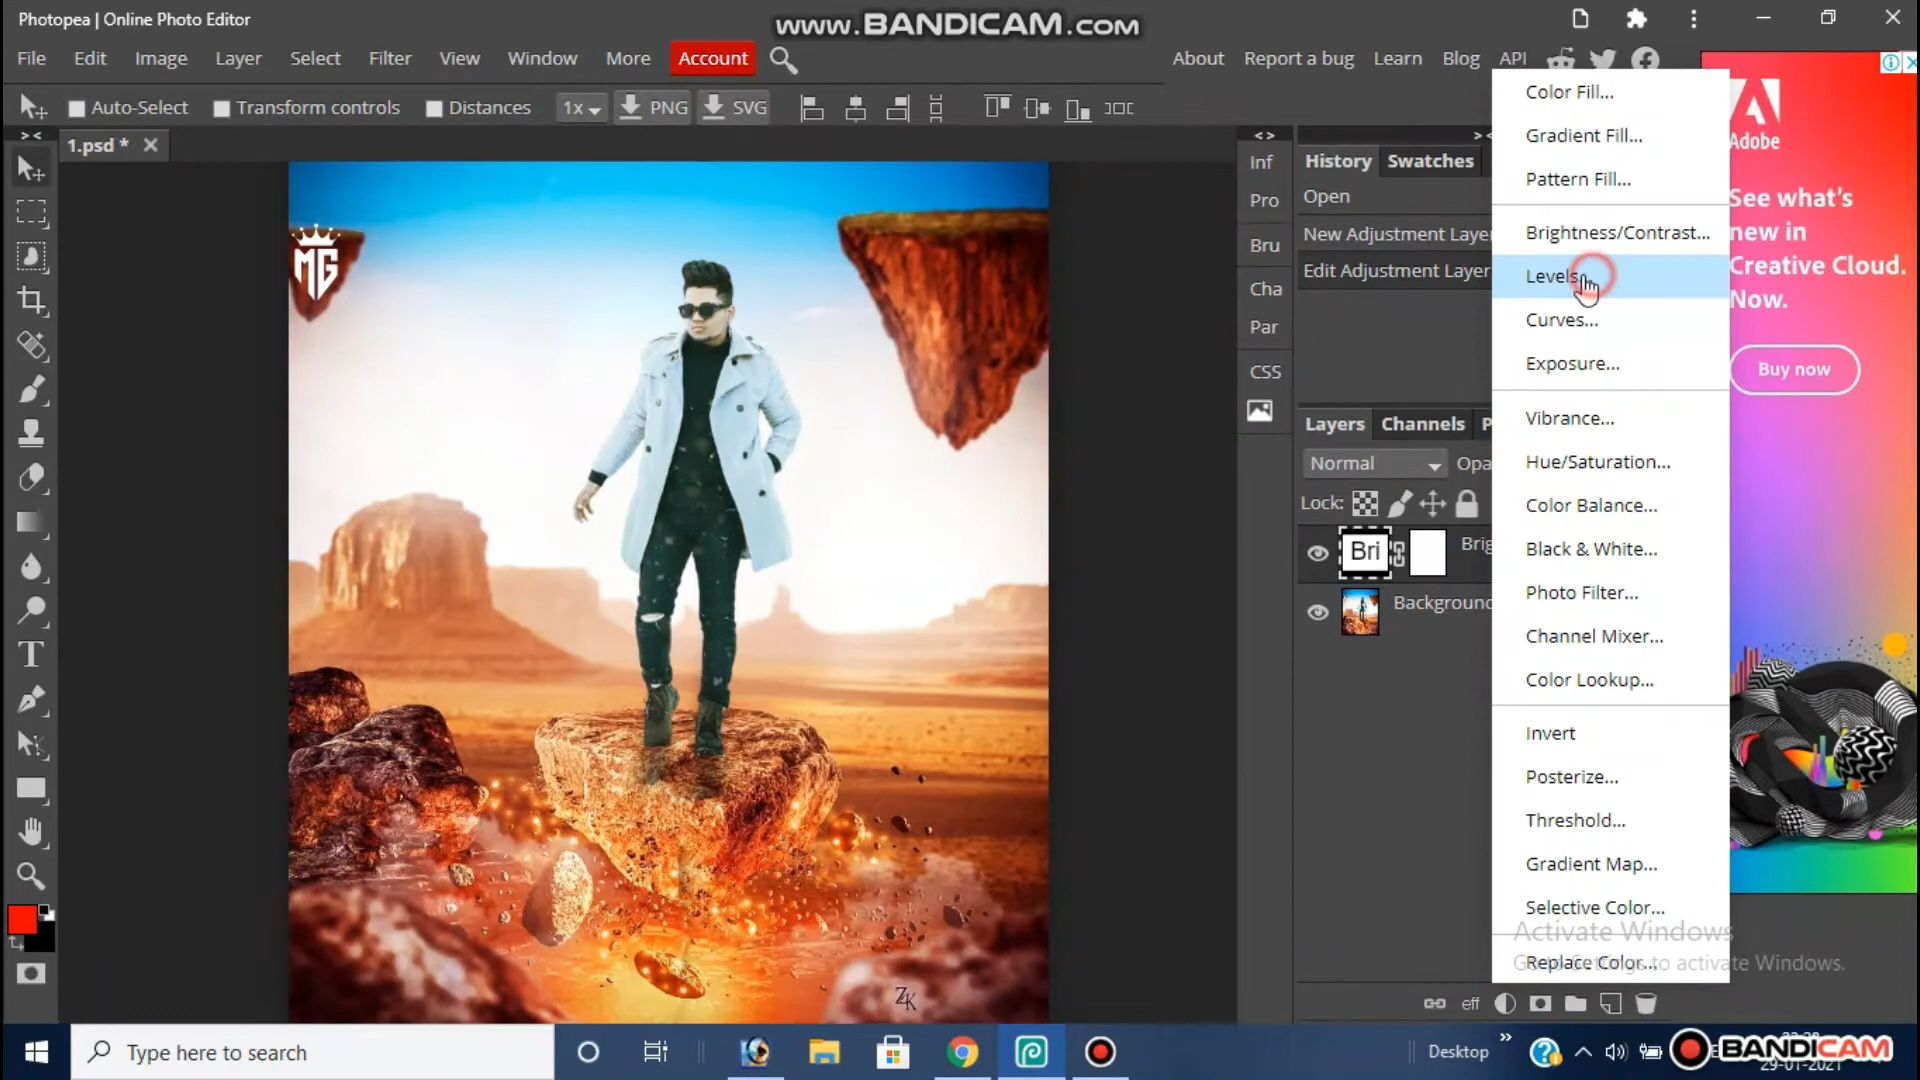 Photopea | Online Photo Editor
www.BANDICAM.com
File Edit Image Layer Select Filter View Window More Account
About Report a bug Learn Blog API
Auto-Select Transform controls Distances 1x PNG SVG
1.psd *
MG
ZK
Inf
Pro
Bru
Cha
Par
CSS
> <
< >
History Swatches
Open
New Adjustment Laye
Edit Adjustment Layer
Layers Channels P
Normal Opa
Lock:
Bri Brig
Background
eff
Color Fill...
Gradient Fill...
Pattern Fill...
Brightness/Contrast...
Levels
Curves...
Exposure...
Vibrance...
Hue/Saturation...
Color Balance...
Black & White...
Photo Filter...
Channel Mixer...
Color Lookup...
Invert
Posterize...
Threshold...
Gradient Map...
Selective Color...
Replace Color...
Adobe
See what's
new in
Creative Cloud.
Now.
Buy now
Activate Windows
Go to Settings to activate Windows.
Type here to search
Desktop
BANDICAM
29-01-2021